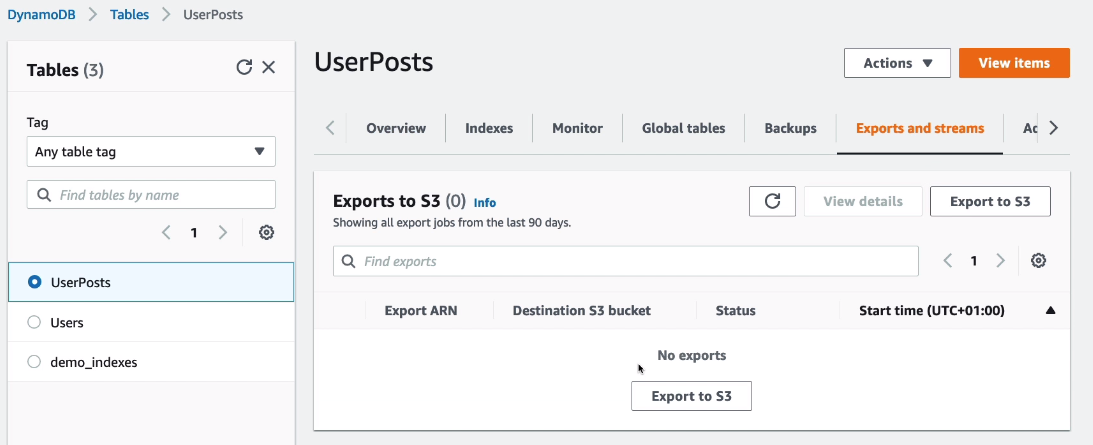 DynamoDB > Tables > UserPosts
Tables (3)
Tag
Any table tag
Find tables by name
1
UserPosts
Users
demo_indexes
UserPosts
Actions
View items
Overview
Indexes
Monitor
Global tables
Backups
Exports and streams
Exports to S3 (0) Info
Showing all export jobs from the last 90 days.
View details
Export to S3
Find exports
1
Export ARN
Destination S3 bucket
Status
Start time (UTC+01:00)
No exports
Export to S3